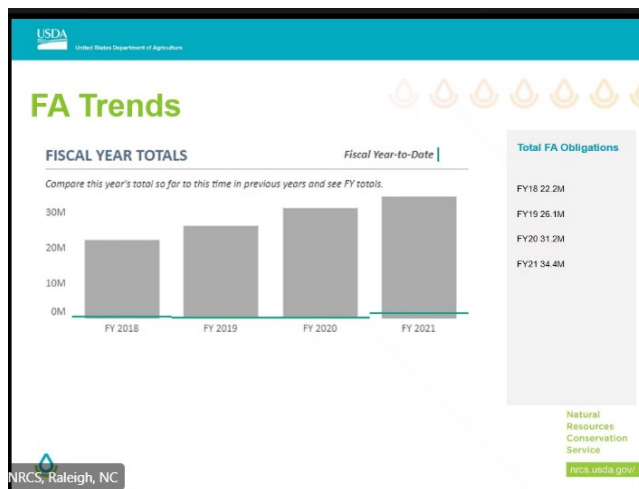 USDA
United States Department of Agriculture
FA Trends
FISCAL YEAR TOTALS
Fiscal Year-to-Date
Compare this year's total so far to this time in previous years and see FY totals.
30M
20M
10M
0M
FY 2018 FY 2019 FY 2020 FY 2021
Total FA Obligations
FY18 22.2M
FY19 26.1M
FY20 31.2M
FY21 34.4M
Natural
Resources
Conservation
Service
nrcs.usda.gov/
NRCS, Raleigh, NC